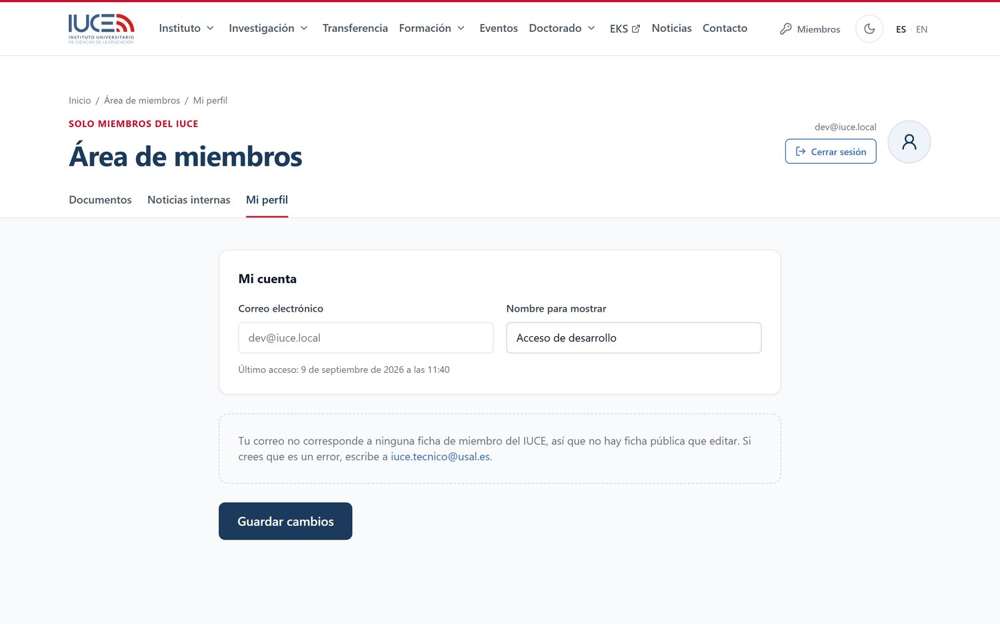 IUCE
INSTITUTO UNIVERSITARIO
DE CIENCIAS DE LA EDUCACIÓN
Instituto
Investigación
Transferencia
Formación
Eventos
Doctorado
EKS
Noticias
Contacto
Miembros
ES · EN
Inicio / Área de miembros / Mi perfil
SOLO MIEMBROS DEL IUCE
Área de miembros
dev@iuce.local
Cerrar sesión
Documentos
Noticias internas
Mi perfil
Mi cuenta
Correo electrónico
dev@iuce.local
Nombre para mostrar
Acceso de desarrollo
Último acceso: 9 de septiembre de 2026 a las 11:40
Tu correo no corresponde a ninguna ficha de miembro del IUCE, así que no hay ficha pública que editar. Si
crees que es un error, escribe a iuce.tecnico@usal.es.
Guardar cambios